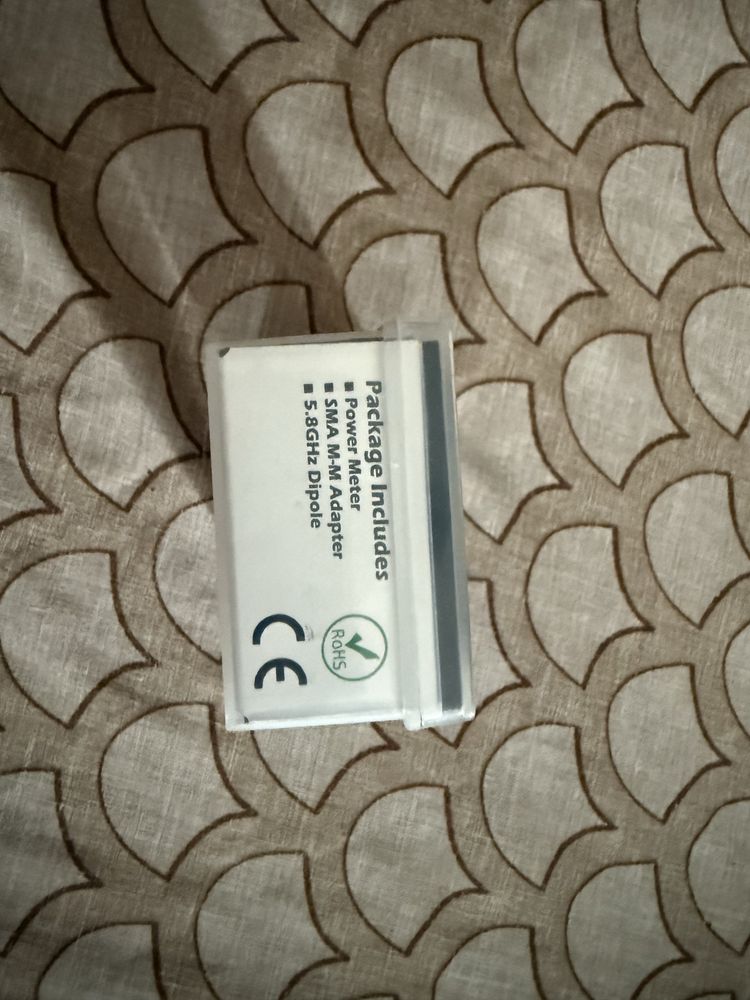 Package Includes
■ Power Meter
■ SMA M-M Adapter
■ 5.8GHz Dipole
RoHS
CE